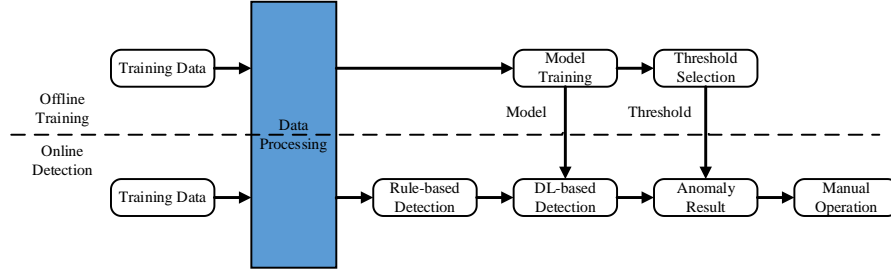 Training Data
Model
Training
Threshold
Selection
Offline
Training
Model
Threshold
Data
Processing
Online
Detection
Training Data
Rule-based
Detection
DL-based
Detection
Anomaly
Result
Manual
Operation